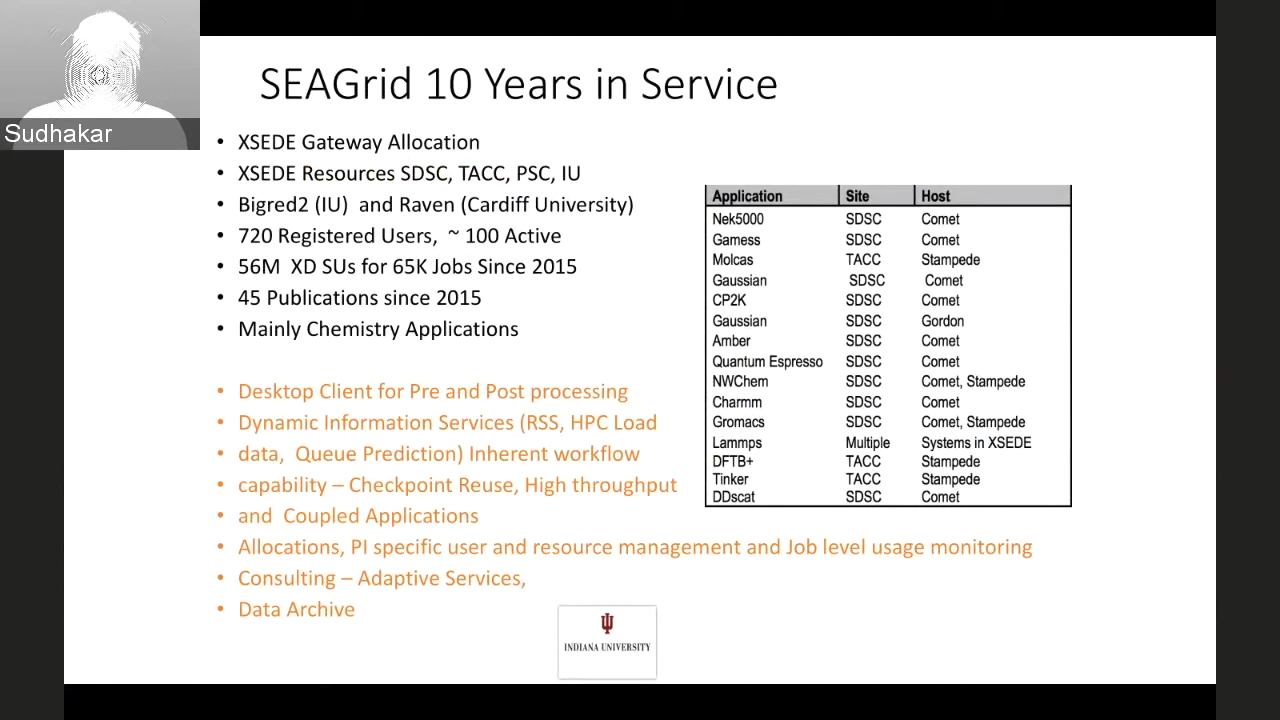 Sudhakar
SEAGrid 10 Years in Service
• XSEDE Gateway Allocation
• XSEDE Resources SDSC, TACC, PSC, IU
• Bigred2 (IU) and Raven (Cardiff University)
• 720 Registered Users, ~ 100 Active
• 56M XD SUs for 65K Jobs Since 2015
• 45 Publications since 2015
• Mainly Chemistry Applications
• Desktop Client for Pre and Post processing
• Dynamic Information Services (RSS, HPC Load
• data, Queue Prediction) Inherent workflow
• capability – Checkpoint Reuse, High throughput
• and Coupled Applications
• Allocations, PI specific user and resource management and Job level usage monitoring
• Consulting – Adaptive Services,
• Data Archive
Application Site Host
Nek5000 SDSC Comet
Gamess SDSC Comet
Molcas TACC Stampede
Gaussian SDSC Comet
CP2K SDSC Comet
Gaussian SDSC Gordon
Amber SDSC Comet
Quantum Espresso SDSC Comet
NWChem SDSC Comet, Stampede
Charmm SDSC Comet
Gromacs SDSC Comet, Stampede
Lammps Multiple Systems in XSEDE
DFTB+ TACC Stampede
Tinker TACC Stampede
DDscat SDSC Comet
INDIANA UNIVERSITY